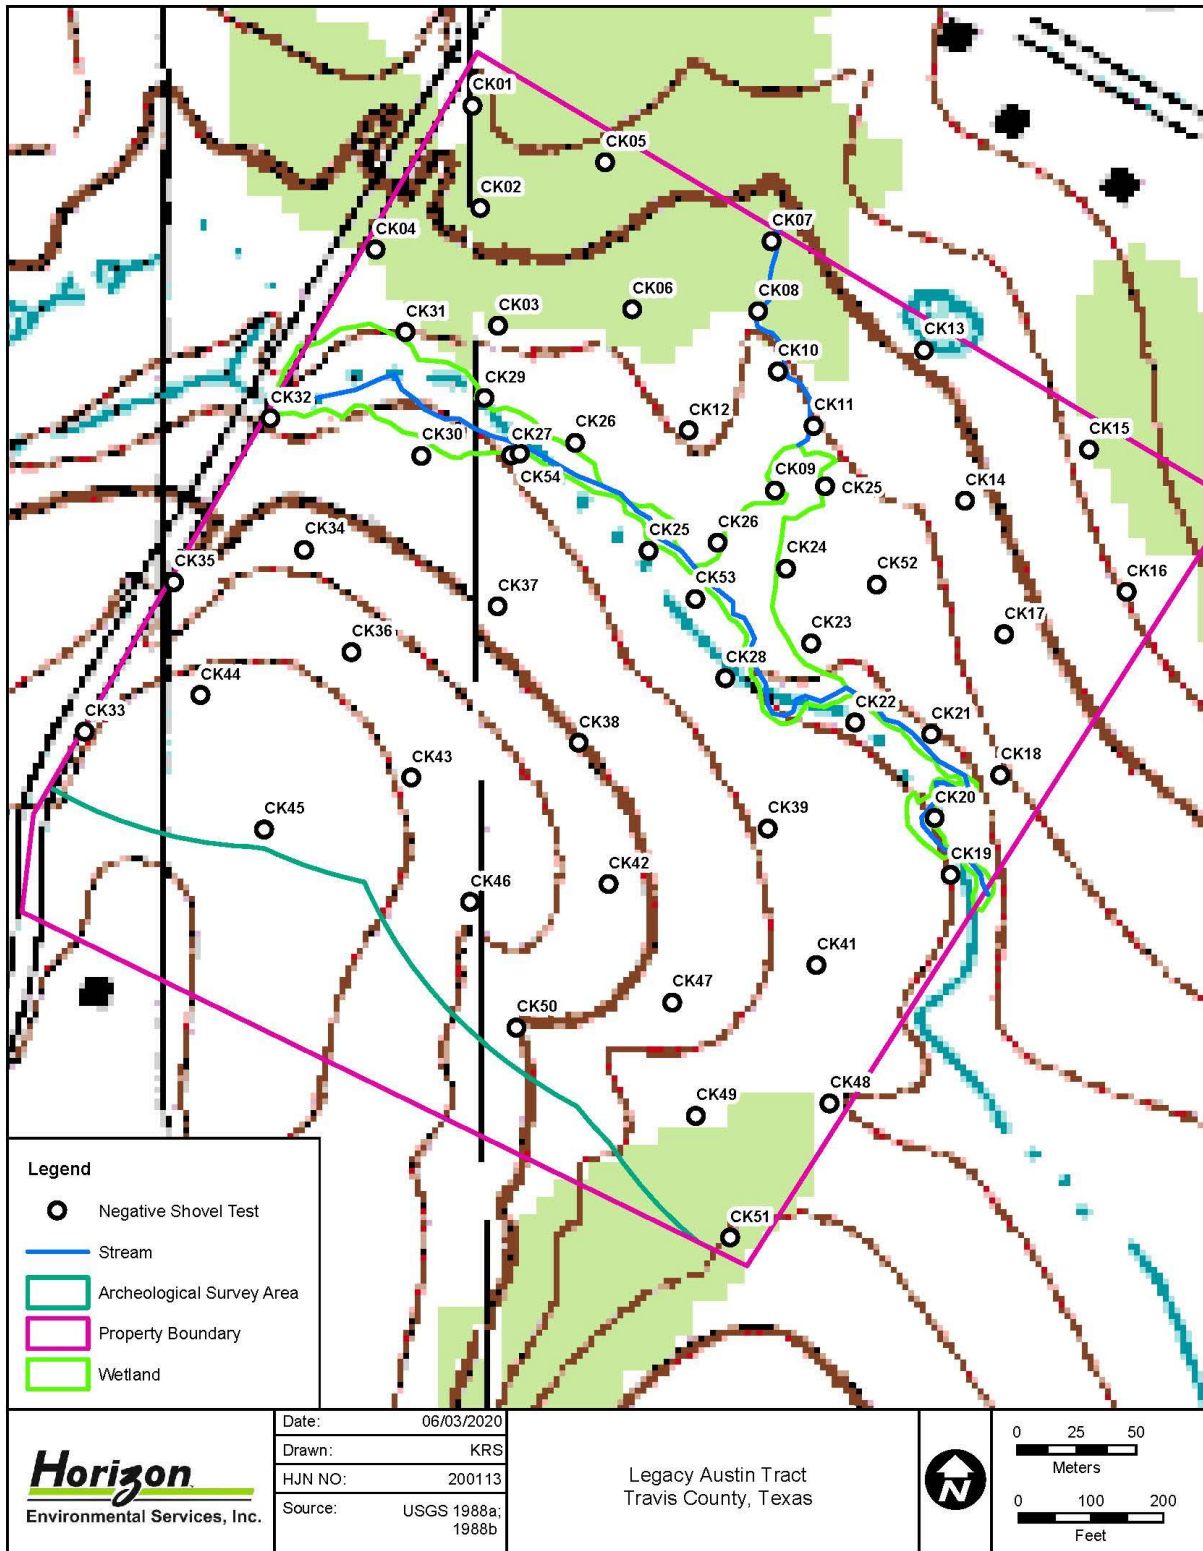 CK01
CK05
CK02
CK04
CK07
CK03
CK06
CK08
CK31
CK13
CK10
CK29
CK32
CK12
CK11
CK26
CK27
CK30
CK15
CK54
CK09
CK25
CK14
CK25
CK26
CK34
CK24
CK35
CK53
CK52
CK16
CK37
CK17
CK36
CK23
CK28
CK44
CK33
CK38
CK22
CK21
CK43
CK18
CK45
CK39
CK20
CK42
CK19
CK46
CK41
CK47
CK50
CK48
CK49
CK51
Legend
Negative Shovel Test
Stream
Archeological Survey Area
Property Boundary
Wetland
Horizon
Environmental Services, Inc.
Date: 06/03/2020
Drawn: KRS
HJN NO: 200113
Source: USGS 1988a;
1988b
Legacy Austin Tract
Travis County, Texas
N
0 25 50
Meters
0 100 200
Feet